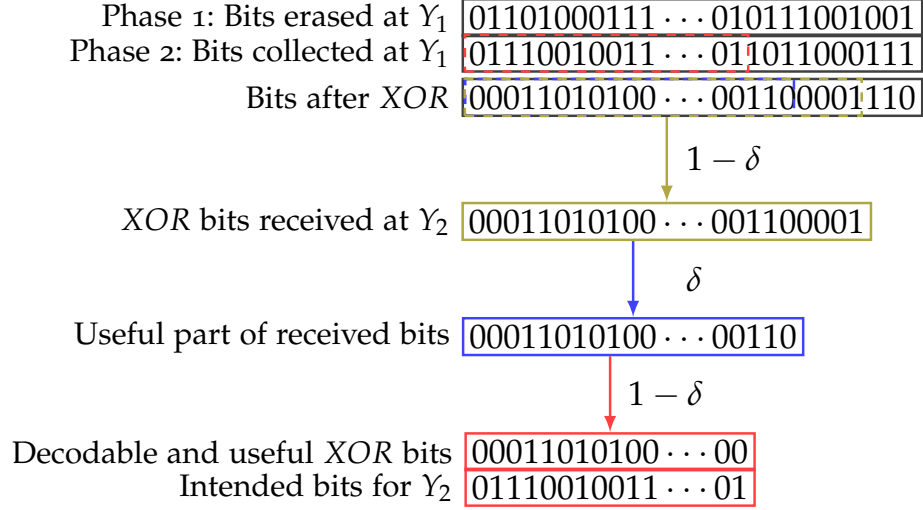 Phase 1: Bits erased at Y₁ 01101000111 ··· 010111001001
Phase 2: Bits collected at Y₁ 01110010011 ··· 011011000111
Bits after XOR 00011010100 ··· 001100001110
1 − δ
XOR bits received at Y₂ 00011010100 ··· 001100001
δ
Useful part of received bits 00011010100 ··· 00110
1 − δ
Decodable and useful XOR bits 00011010100 ··· 00
Intended bits for Y₂ 01110010011 ··· 01